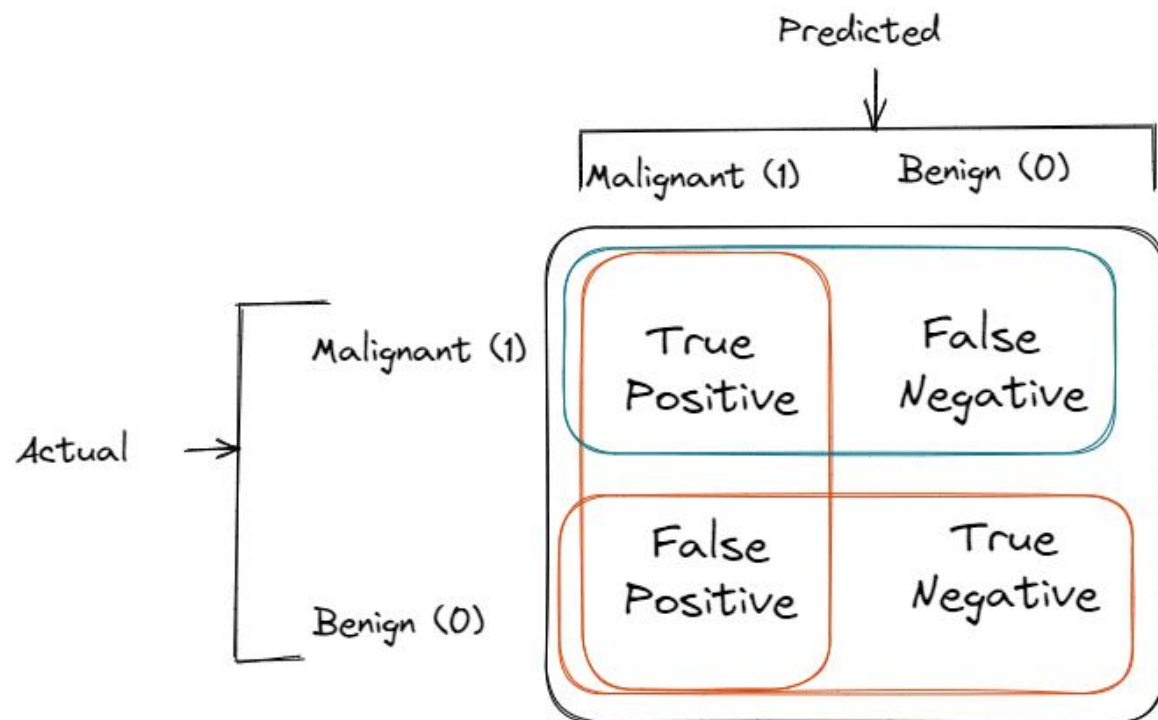 Predicted
Malignant (1) Benign (0)
Malignant (1)
True
Positive
False
Negative
Actual
Benign (0)
False
Positive
True
Negative